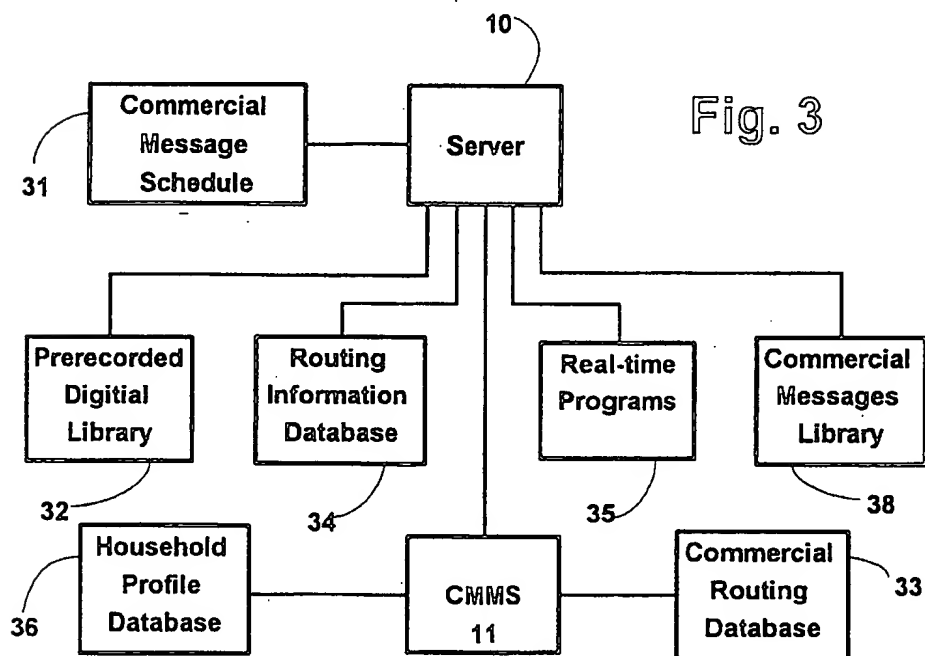 10
Commercial
Message
Schedule
Server
Fig. 3
31
Prerecorded
Digitial
Library
Routing
Information
Database
Real-time
Programs
Commercial
Messages
Library
32
34
35
38
Household
Profile
Database
CMMS
11
Commercial
Routing
Database
36
33